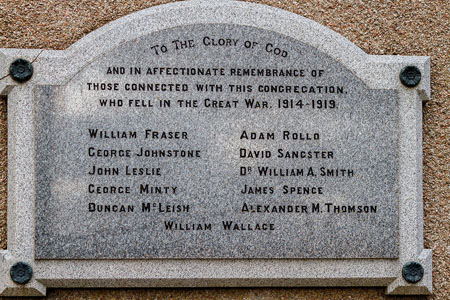 To The Glory of God
and in affectionate remembrance of
those connected with this congregation,
who fell in the Great War, 1914-1919.
William Fraser Adam Rollo
George Johnstone David Sangster
John Leslie Dr William A. Smith
George Minty James Spence
Duncan McLeish Alexander M. Thomson
William Wallace